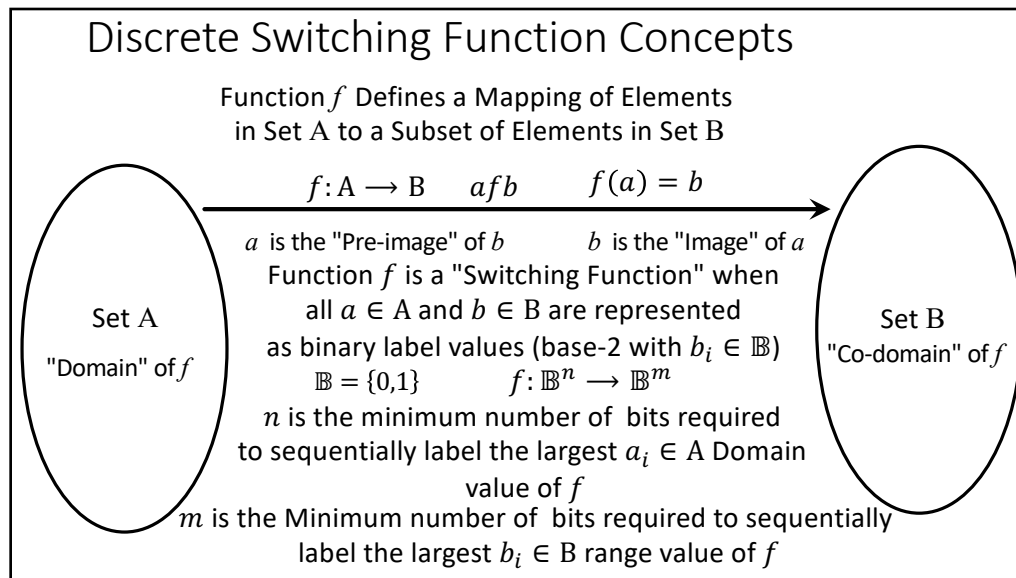 Discrete Switching Function Concepts
Function f Defines a Mapping of Elements
in Set A to a Subset of Elements in Set B
f: A ⟶ B afb f(a) = b
a is the "Pre-image" of b b is the "Image" of a
Function f is a "Switching Function" when
all a ∈ A and b ∈ B are represented
as binary label values (base-2 with bᵢ ∈ 𝔹)
𝔹 = {0,1} f: 𝔹ⁿ ⟶ 𝔹ᵐ
n is the minimum number of bits required
to sequentially label the largest aᵢ ∈ A Domain
value of f
m is the Minimum number of bits required to sequentially
label the largest bᵢ ∈ B range value of f
Set A
"Domain" of f
Set B
"Co-domain" of f